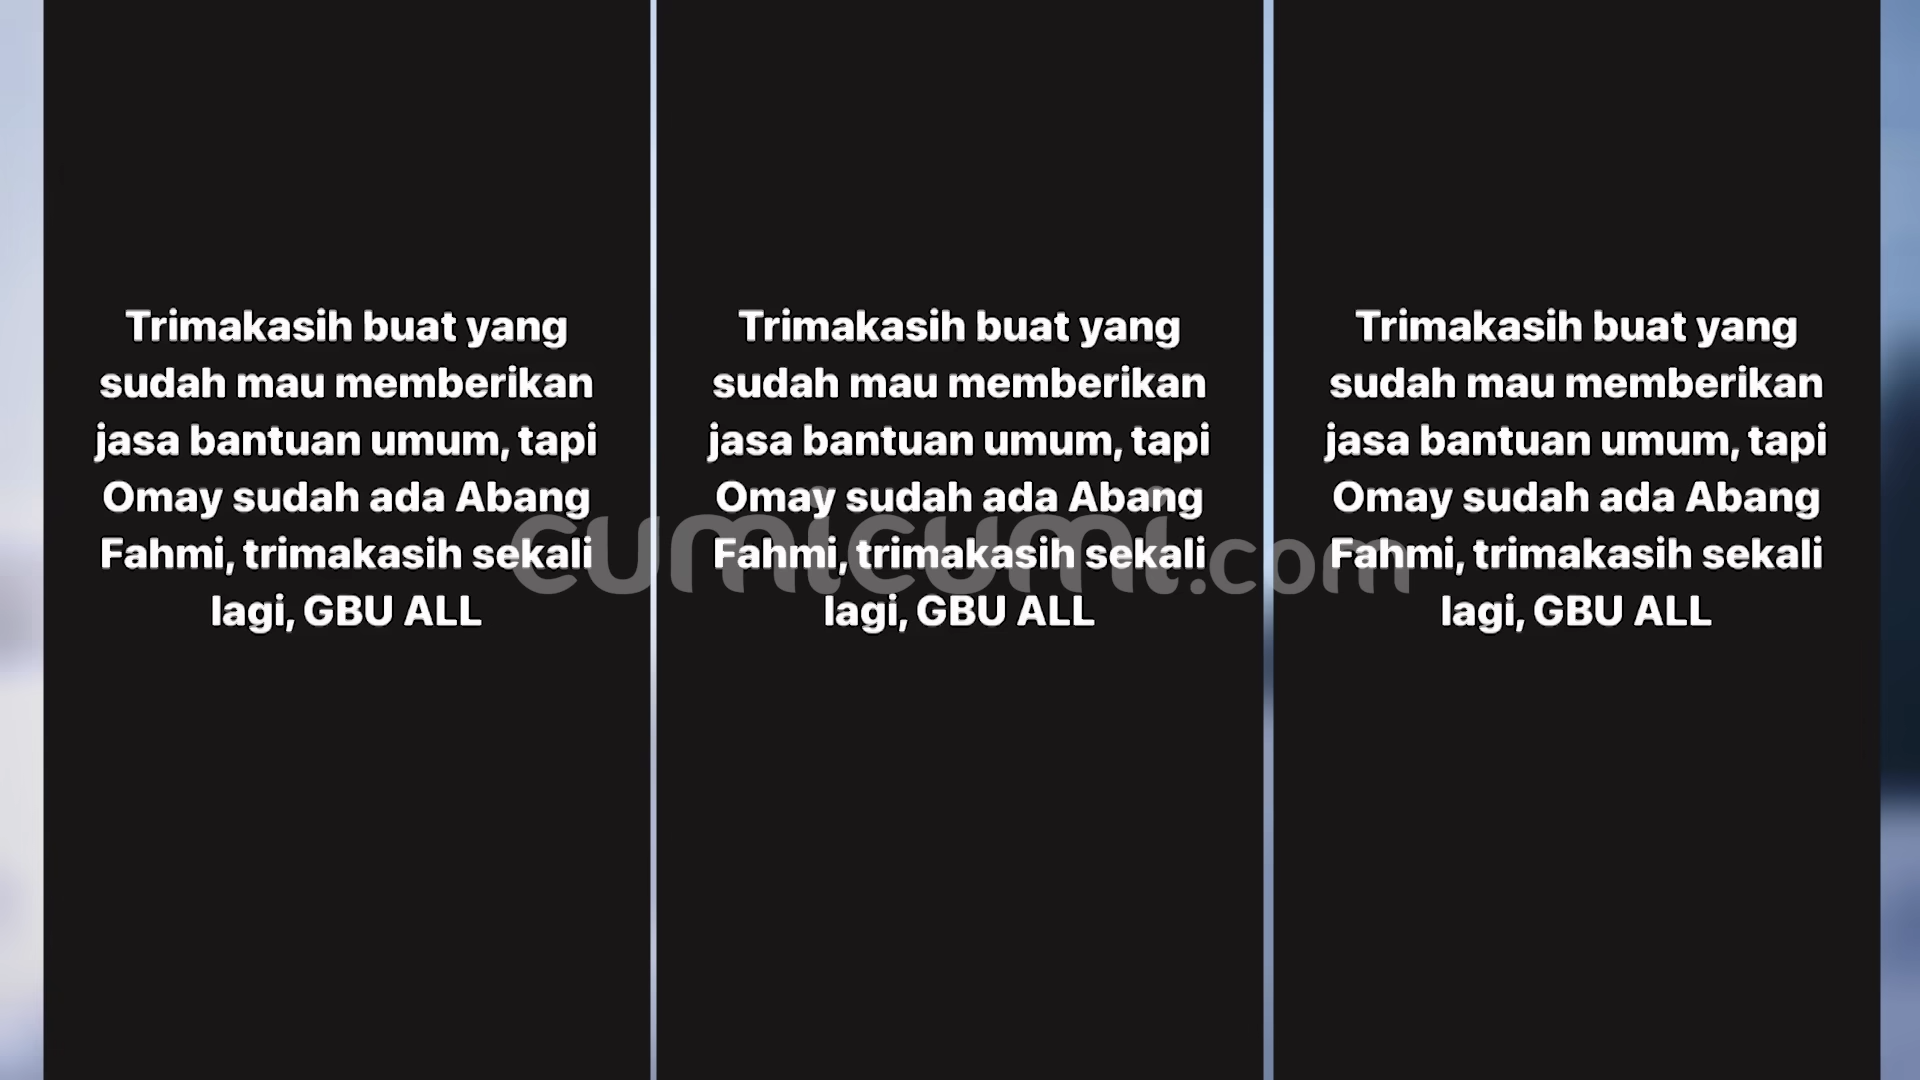 Trimakasih buat yang
sudah mau memberikan
jasa bantuan umum, tapi
Omay sudah ada Abang
Fahmi, trimakasih sekali
lagi, GBU ALL
Trimakasih buat yang
sudah mau memberikan
jasa bantuan umum, tapi
Omay sudah ada Abang
Fahmi, trimakasih sekali
lagi, GBU ALL
Trimakasih buat yang
sudah mau memberikan
jasa bantuan umum, tapi
Omay sudah ada Abang
Fahmi, trimakasih sekali
lagi, GBU ALL
cumicumi.com